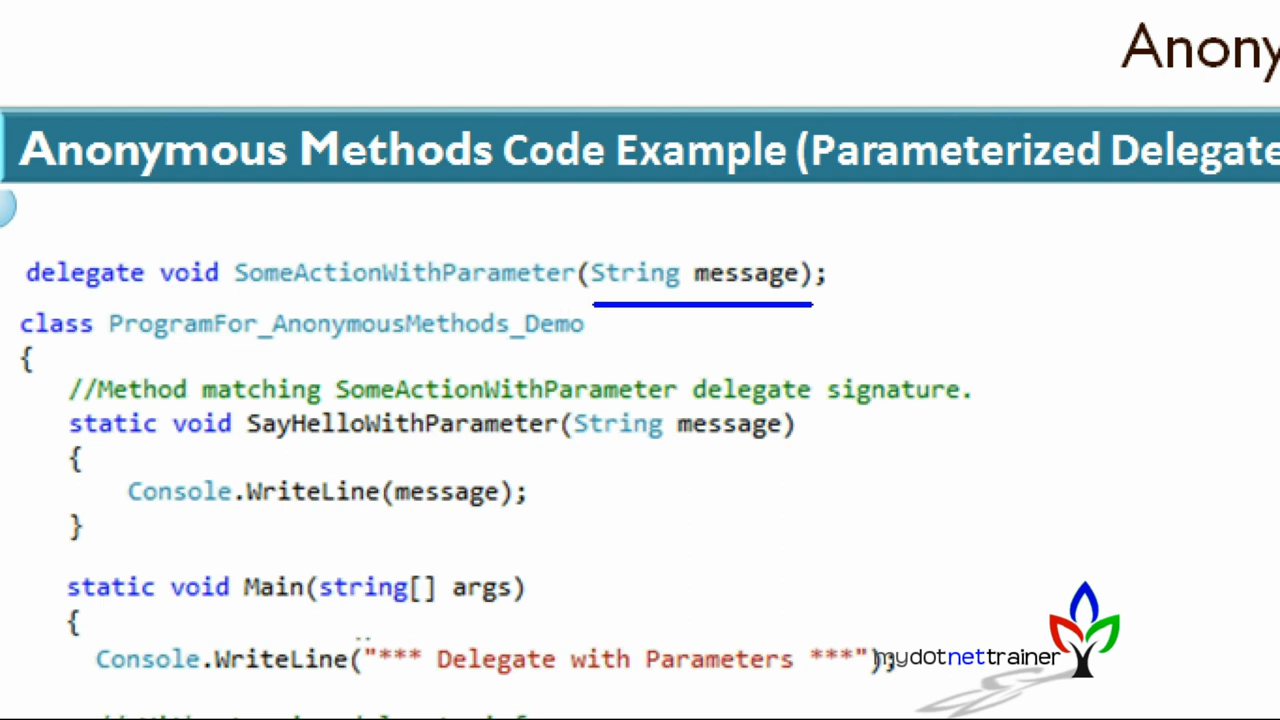 Anony
Anonymous Methods Code Example (Parameterized Delegate
delegate void SomeActionWithParameter(String message);
class ProgramFor_AnonymousMethods_Demo
{
//Method matching SomeActionWithParameter delegate signature.
static void SayHelloWithParameter(String message)
{
Console.WriteLine(message);
}
static void Main(string[] args)
{
Console.WriteLine("*** Delegate with Parameters ***");
mydotnettrainer